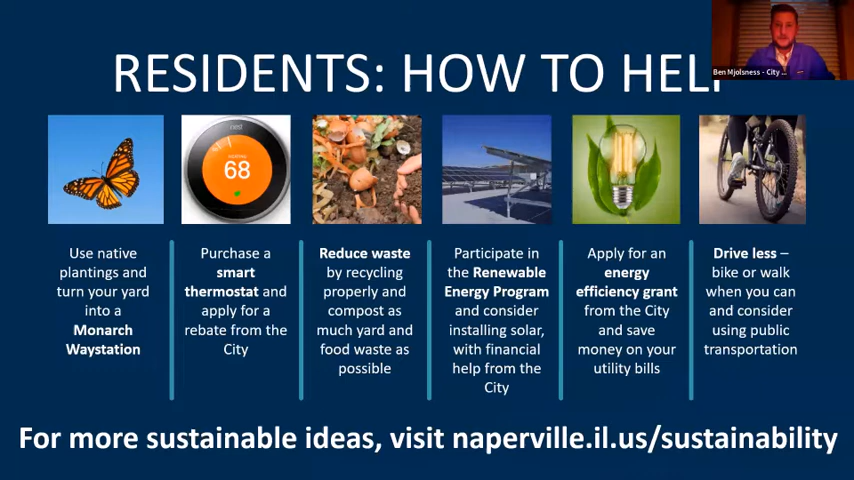 RESIDENTS: HOW TO HELP
Ben Mjolsness - City ...
nest
68
Use native
plantings and
turn your yard
into a
Monarch
Waystation
Purchase a
smart
thermostat and
apply for a
rebate from the
City
Reduce waste
by recycling
properly and
compost as
much yard and
food waste as
possible
Participate in
the Renewable
Energy Program
and consider
installing solar,
with financial
help from the
City
Apply for an
energy
efficiency grant
from the City
and save
money on your
utility bills
Drive less –
bike or walk
when you can
and consider
using public
transportation
For more sustainable ideas, visit naperville.il.us/sustainability